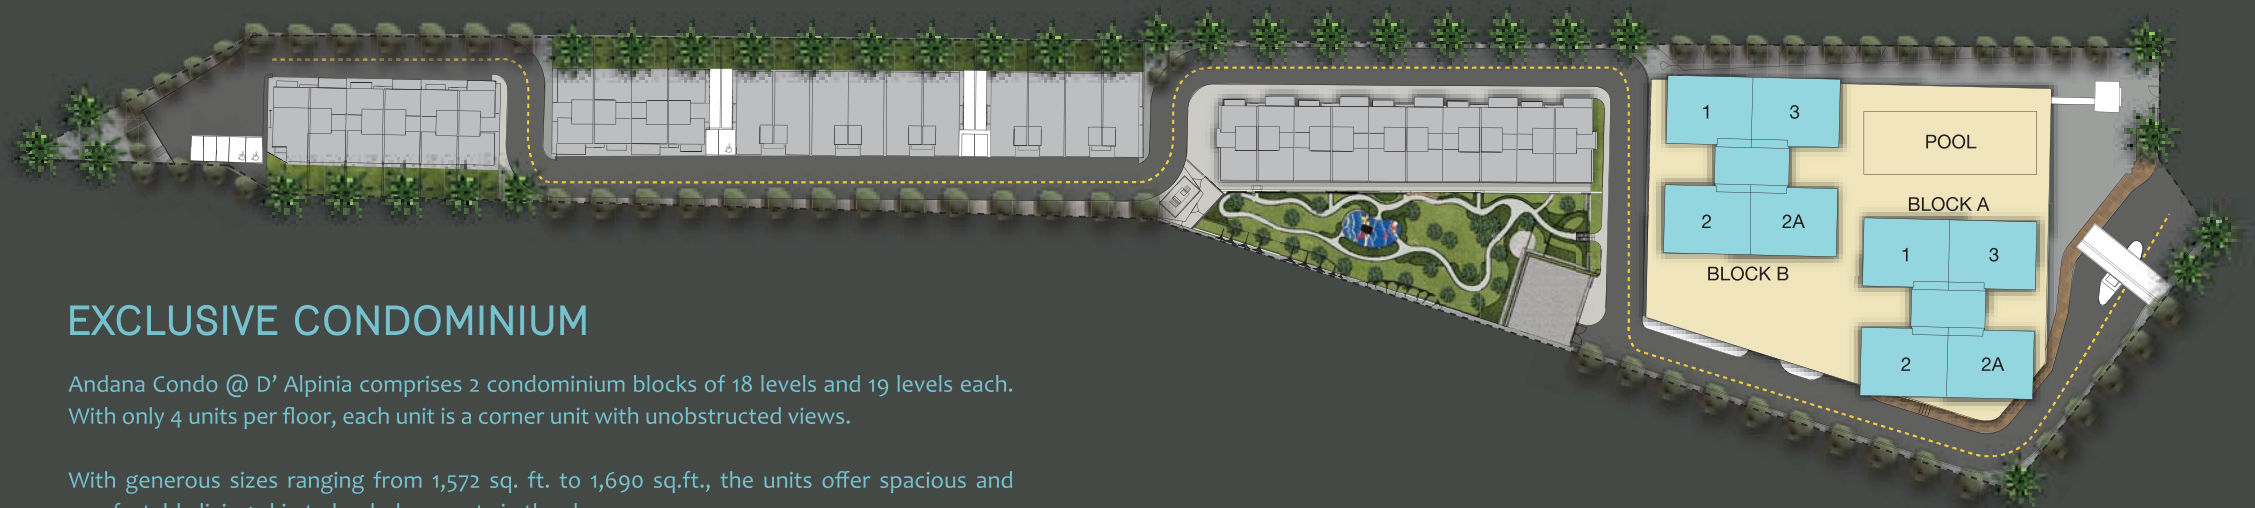 1 3
POOL
BLOCK A
2 2A
1 3
BLOCK B
2 2A
EXCLUSIVE CONDOMINIUM
Andana Condo @ D’ Alpinia comprises 2 condominium blocks of 18 levels and 19 levels each.
With only 4 units per floor, each unit is a corner unit with unobstructed views.
With generous sizes ranging from 1,572 sq. ft. to 1,690 sq.ft., the units offer spacious and